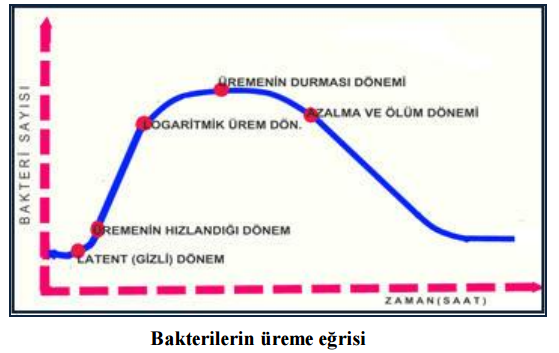 ÜREMENİN DURMASI DÖNEMİ
AZALMA VE ÖLÜM DÖNEMİ
LOGARİTMİK ÜREM DÖN.
BAKTERİ SAYISI
ÜREMENİN HIZLANDIĞI DÖNEM
LATENT (GİZLİ) DÖNEM
ZAMAN(SAAT)
Bakterilerin üreme eğrisi